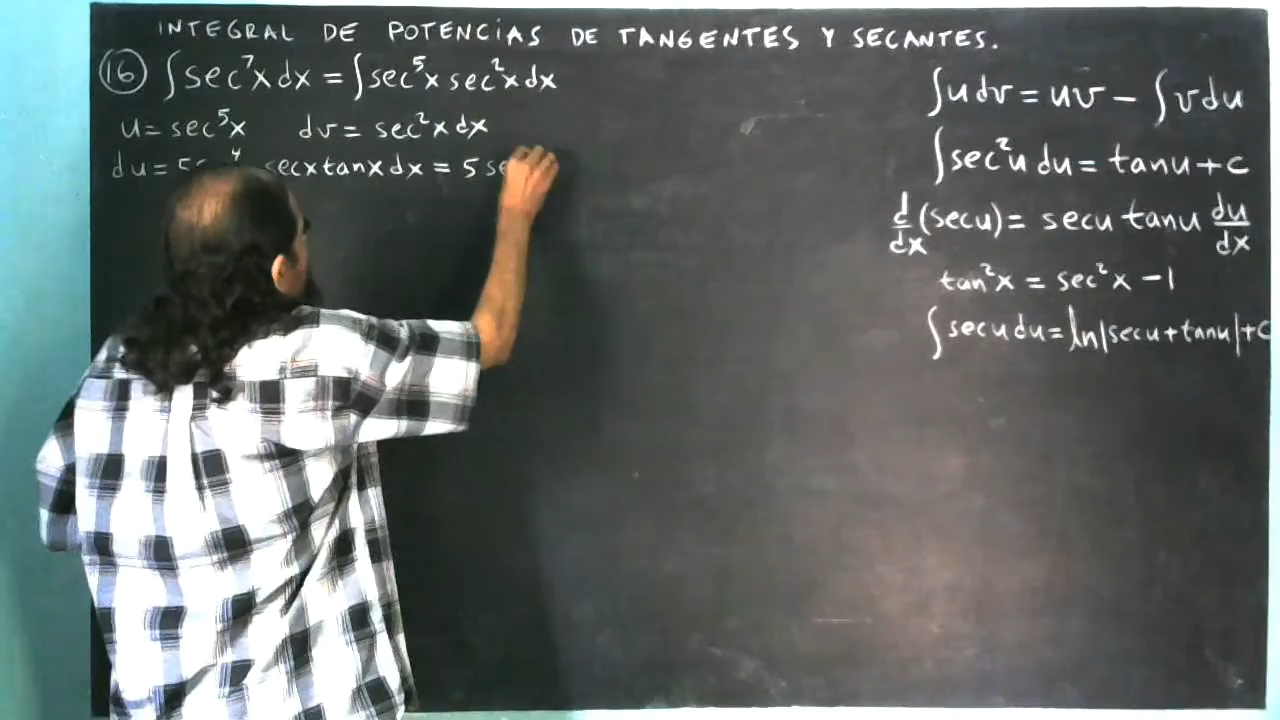 INTEGRAL DE POTENCIAS DE TANGENTES Y SECANTES.
⑯ ∫sec⁷x dx = ∫sec⁵x sec²x dx
u = sec⁵x dv = sec²x dx
du = 5 secx tanx dx = 5
∫u dv = uv − ∫v du
∫sec²u du = tanu + c
d/dx (secu) = secu tanu du/dx
tan²x = sec²x − 1
∫secu du = ln|secu + tanu| + c